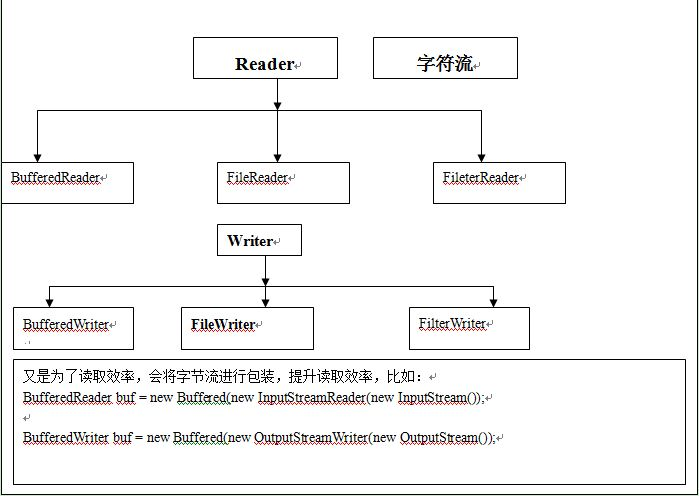 Reader
字符流
BufferedReader
FileReader
FileterReader
Writer
BufferedWriter
FileWriter
FilterWriter
又是为了读取效率，会将字节流进行包装，提升读取效率，比如：
BufferedReader buf = new Buffered(new InputStreamReader(new InputStream());
BufferedWriter buf = new Buffered(new OutputStreamWriter(new OutputStream());